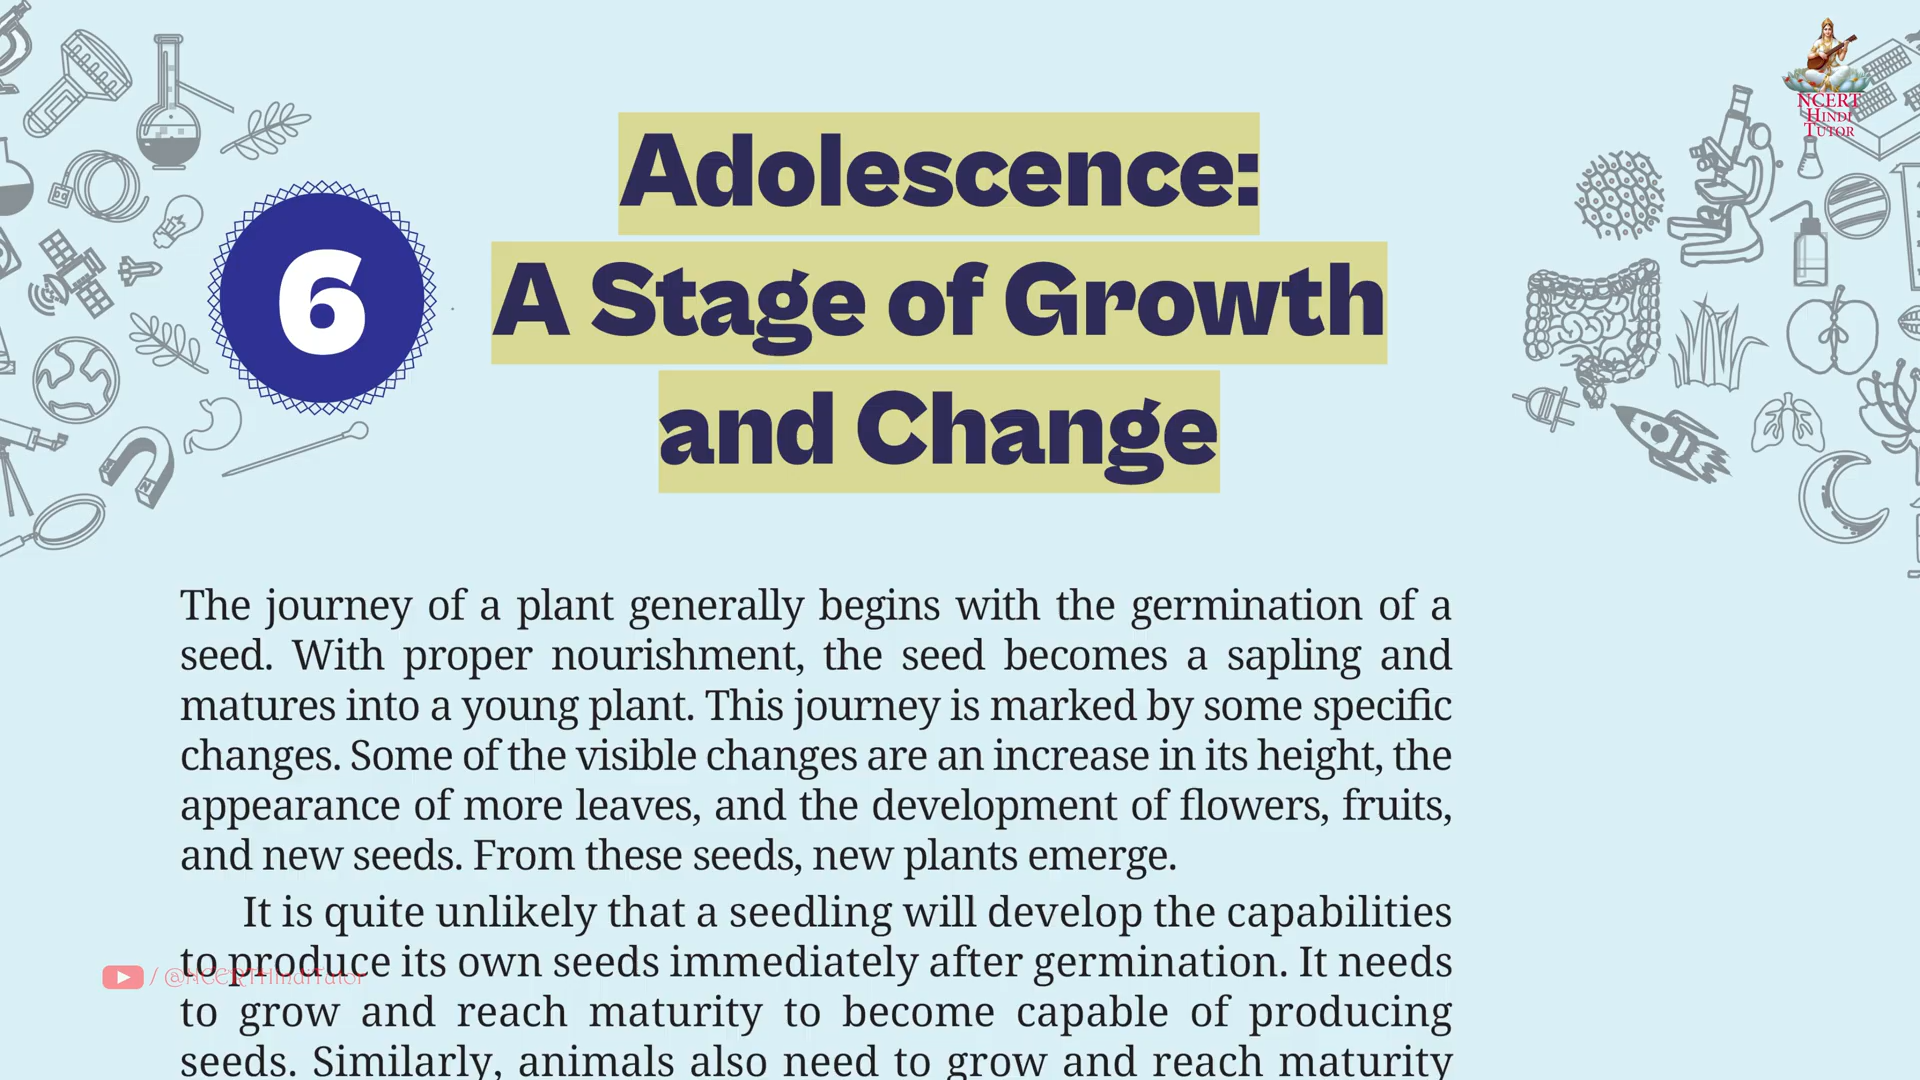 NCERT
HINDI
TUTOR
6
Adolescence:
A Stage of Growth
and Change
The journey of a plant generally begins with the germination of a
seed. With proper nourishment, the seed becomes a sapling and
matures into a young plant. This journey is marked by some specific
changes. Some of the visible changes are an increase in its height, the
appearance of more leaves, and the development of flowers, fruits,
and new seeds. From these seeds, new plants emerge.
It is quite unlikely that a seedling will develop the capabilities
to produce its own seeds immediately after germination. It needs
/ @NCERTHindiTutor
to grow and reach maturity to become capable of producing
seeds. Similarly, animals also need to grow and reach maturity